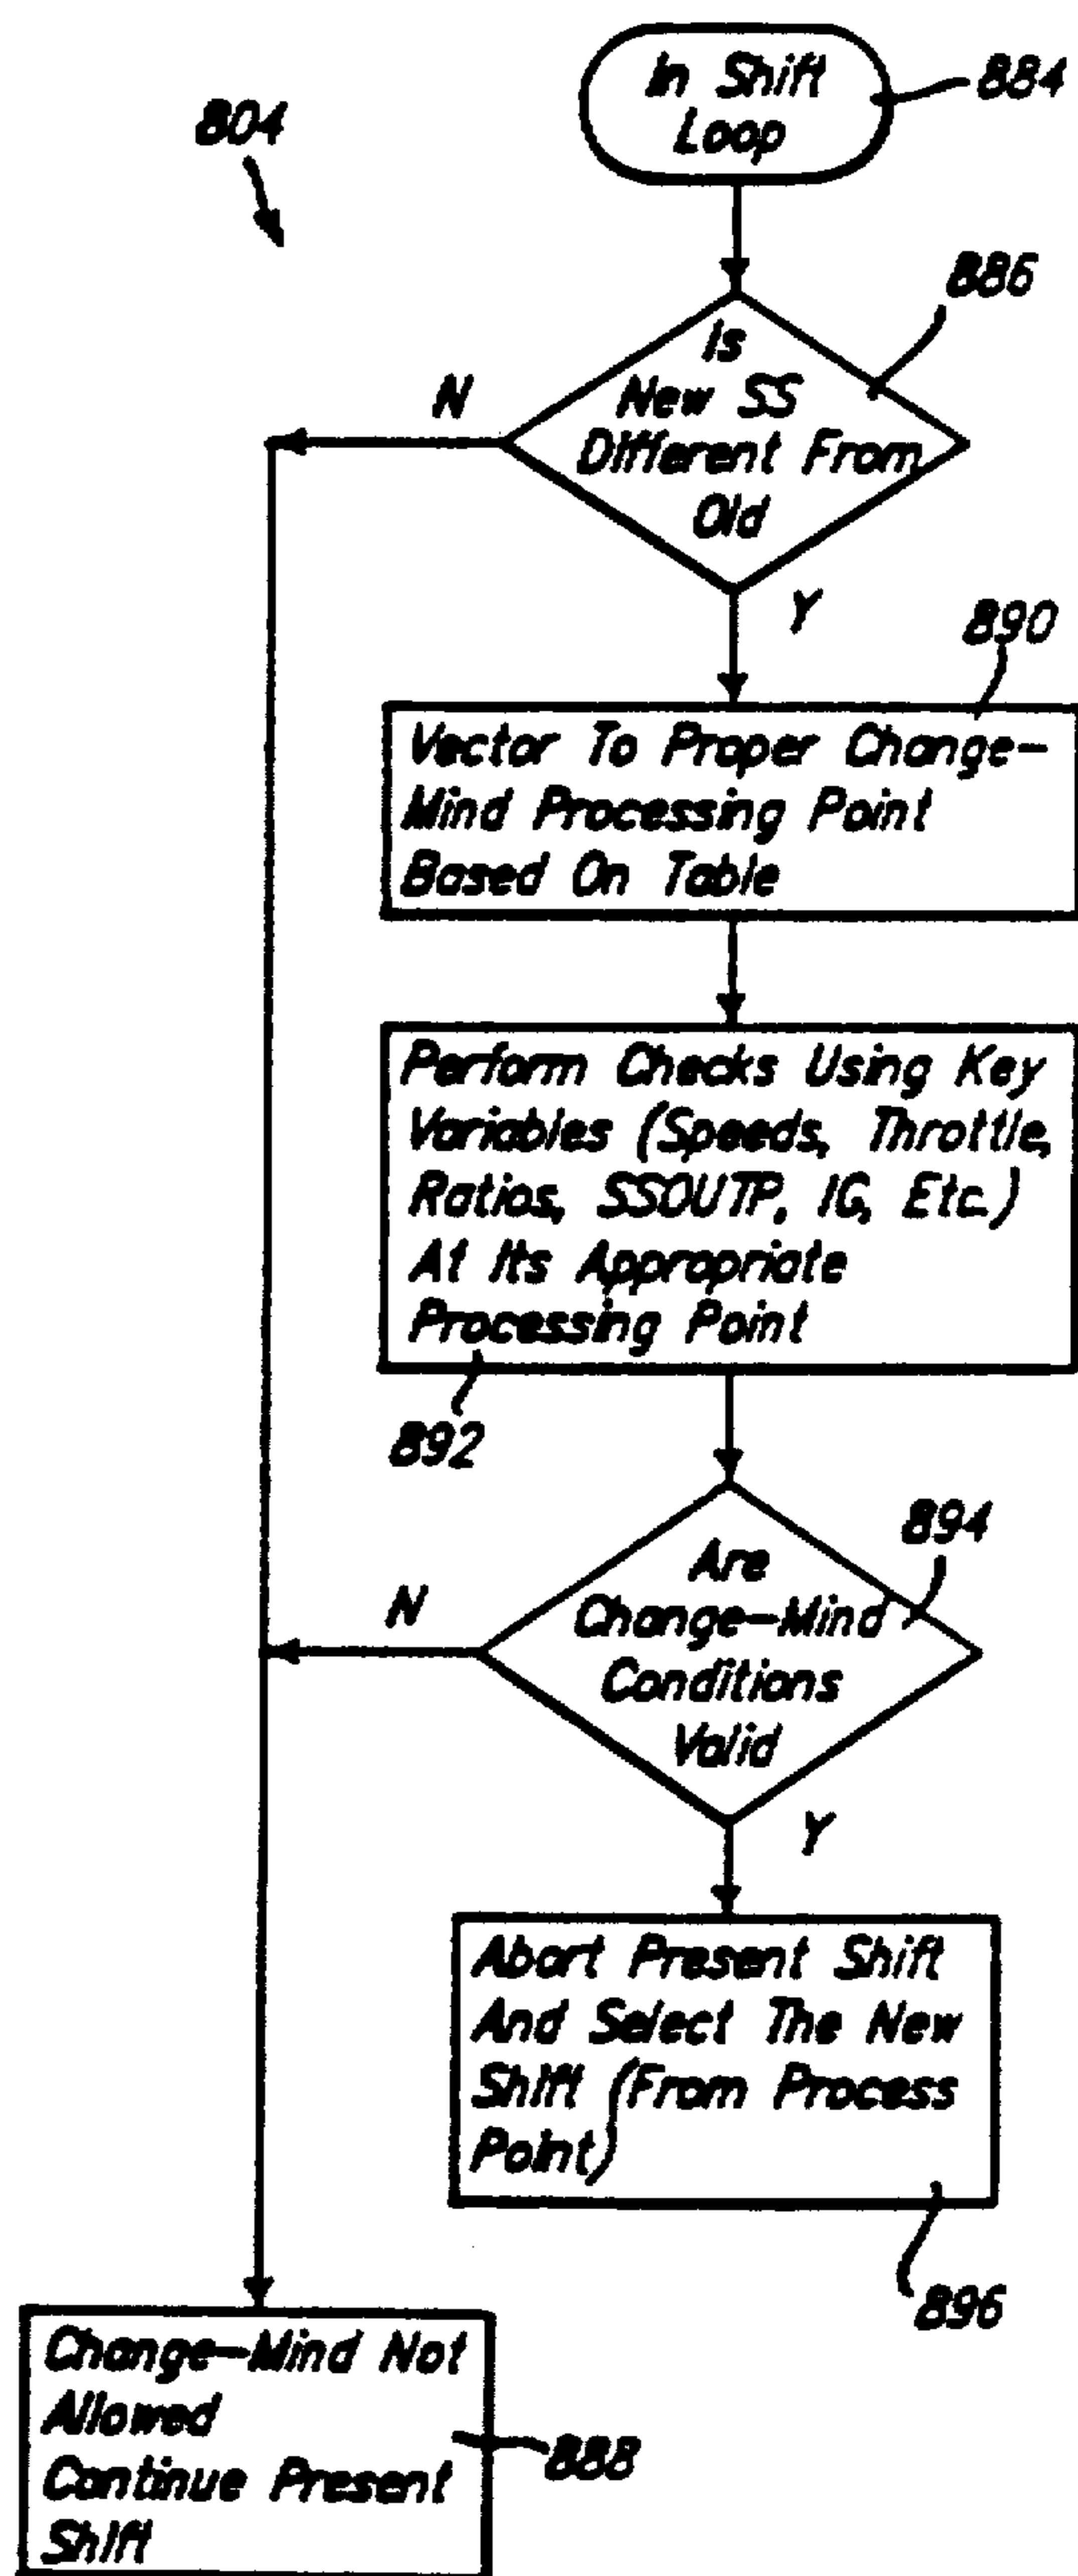 In Shift
Loop
884
804
886
Is
New SS
Different From
Old
N
Y
890
Vector To Proper Change-
Mind Processing Point
Based On Table
Perform Checks Using Key
Variables (Speeds, Throttle,
Ratios, SSOUTP, IG, Etc.)
At Its Appropriate
Processing Point
892
894
Are
Change-Mind
Conditions
Valid
N
Y
Abort Present Shift
And Select The New
Shift (From Process
Point)
896
Change-Mind Not
Allowed
Continue Present
Shift
888